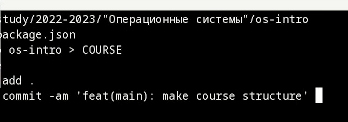 tudy/2022-2023/"Операционные системы"/os-intro
package.json
os-intro > COURSE
add .
commit -am 'feat(main): make course structure'